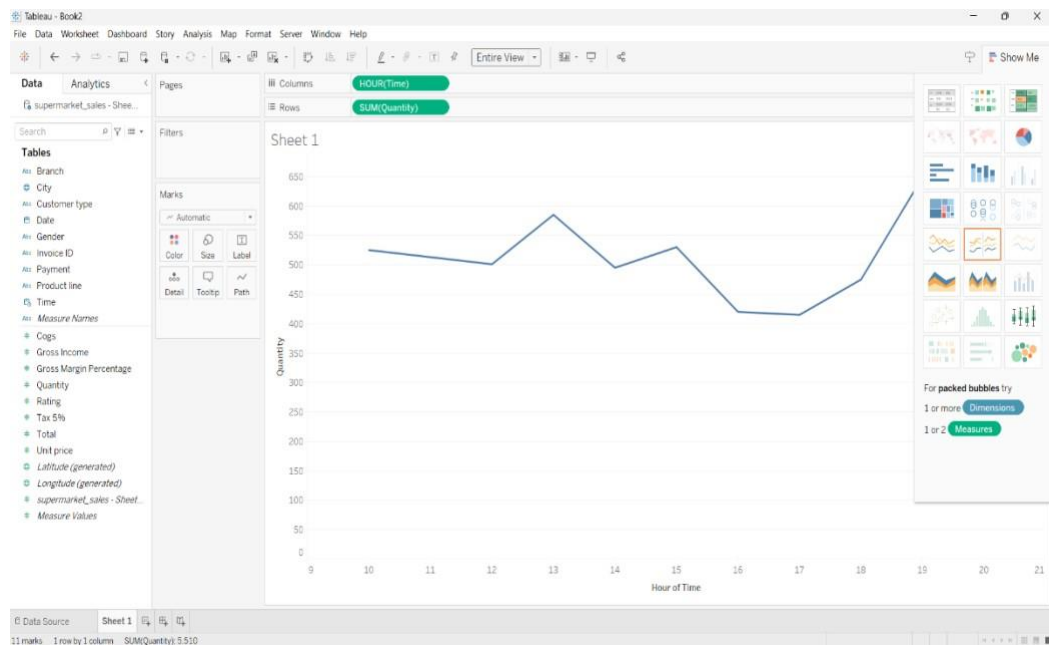 Tableau - Book2
File Data Worksheet Dashboard Story Analysis Map Format Server Window Help
Entire View
Show Me
Data Analytics
supermarket_sales - Shee...
Search
Tables
Abc Branch
City
Abc Customer type
Date
Abc Gender
Abc Invoice ID
Abc Payment
Abc Product line
Time
Abc Measure Names
Cogs
Gross Income
Gross Margin Percentage
Quantity
Rating
Tax 5%
Total
Unit price
Latitude (generated)
Longitude (generated)
supermarket_sales - Sheet...
Measure Values
Pages
Filters
Marks
Automatic
Color Size Label
Detail Tooltip Path
Columns HOUR(Time)
Rows SUM(Quantity)
Sheet 1
650
600
550
500
450
400
350
300
250
200
150
100
50
0
Quantity
9 10 11 12 13 14 15 16 17 18 19 20 21
Hour of Time
For packed bubbles try
1 or more Dimensions
1 or 2 Measures
Data Source Sheet 1
11 marks 1 row by 1 column SUM(Quantity): 5.510